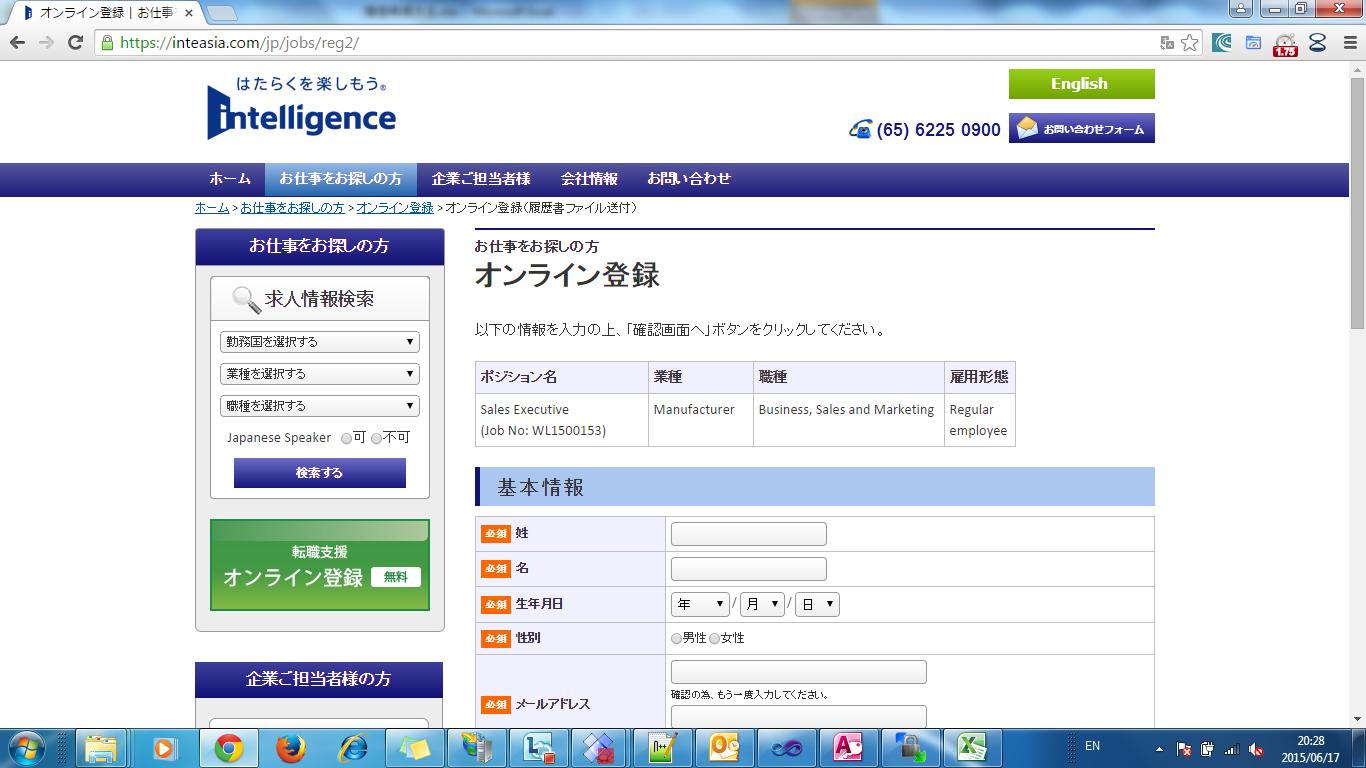 オンライン登録 | お仕事
https://inteasia.com/jp/jobs/reg2/
1.75
はたらくを楽しもう®
intelligence
English
(65) 6225 0900
お問い合わせフォーム
ホーム お仕事をお探しの方 企業ご担当者様 会社情報 お問い合わせ
ホーム > お仕事をお探しの方 > オンライン登録 > オンライン登録(履歴書ファイル送付)
お仕事をお探しの方
求人情報検索
勤務国を選択する
業種を選択する
職種を選択する
Japanese Speaker 可 不可
検索する
転職支援
オンライン登録 無料
企業ご担当者様の方
お仕事をお探しの方
オンライン登録
以下の情報を入力の上、「確認画面へ」ボタンをクリックしてください。
ポジション名 業種 職種 雇用形態
Sales Executive Manufacturer Business, Sales and Marketing Regular
(Job No: WL1500153) employee
基本情報
必須 姓
必須 名
必須 生年月日 年 / 月 / 日
必須 性別 男性 女性
必須 メールアドレス
確認の為、もう一度入力してください。
EN
20:28
2015/06/17